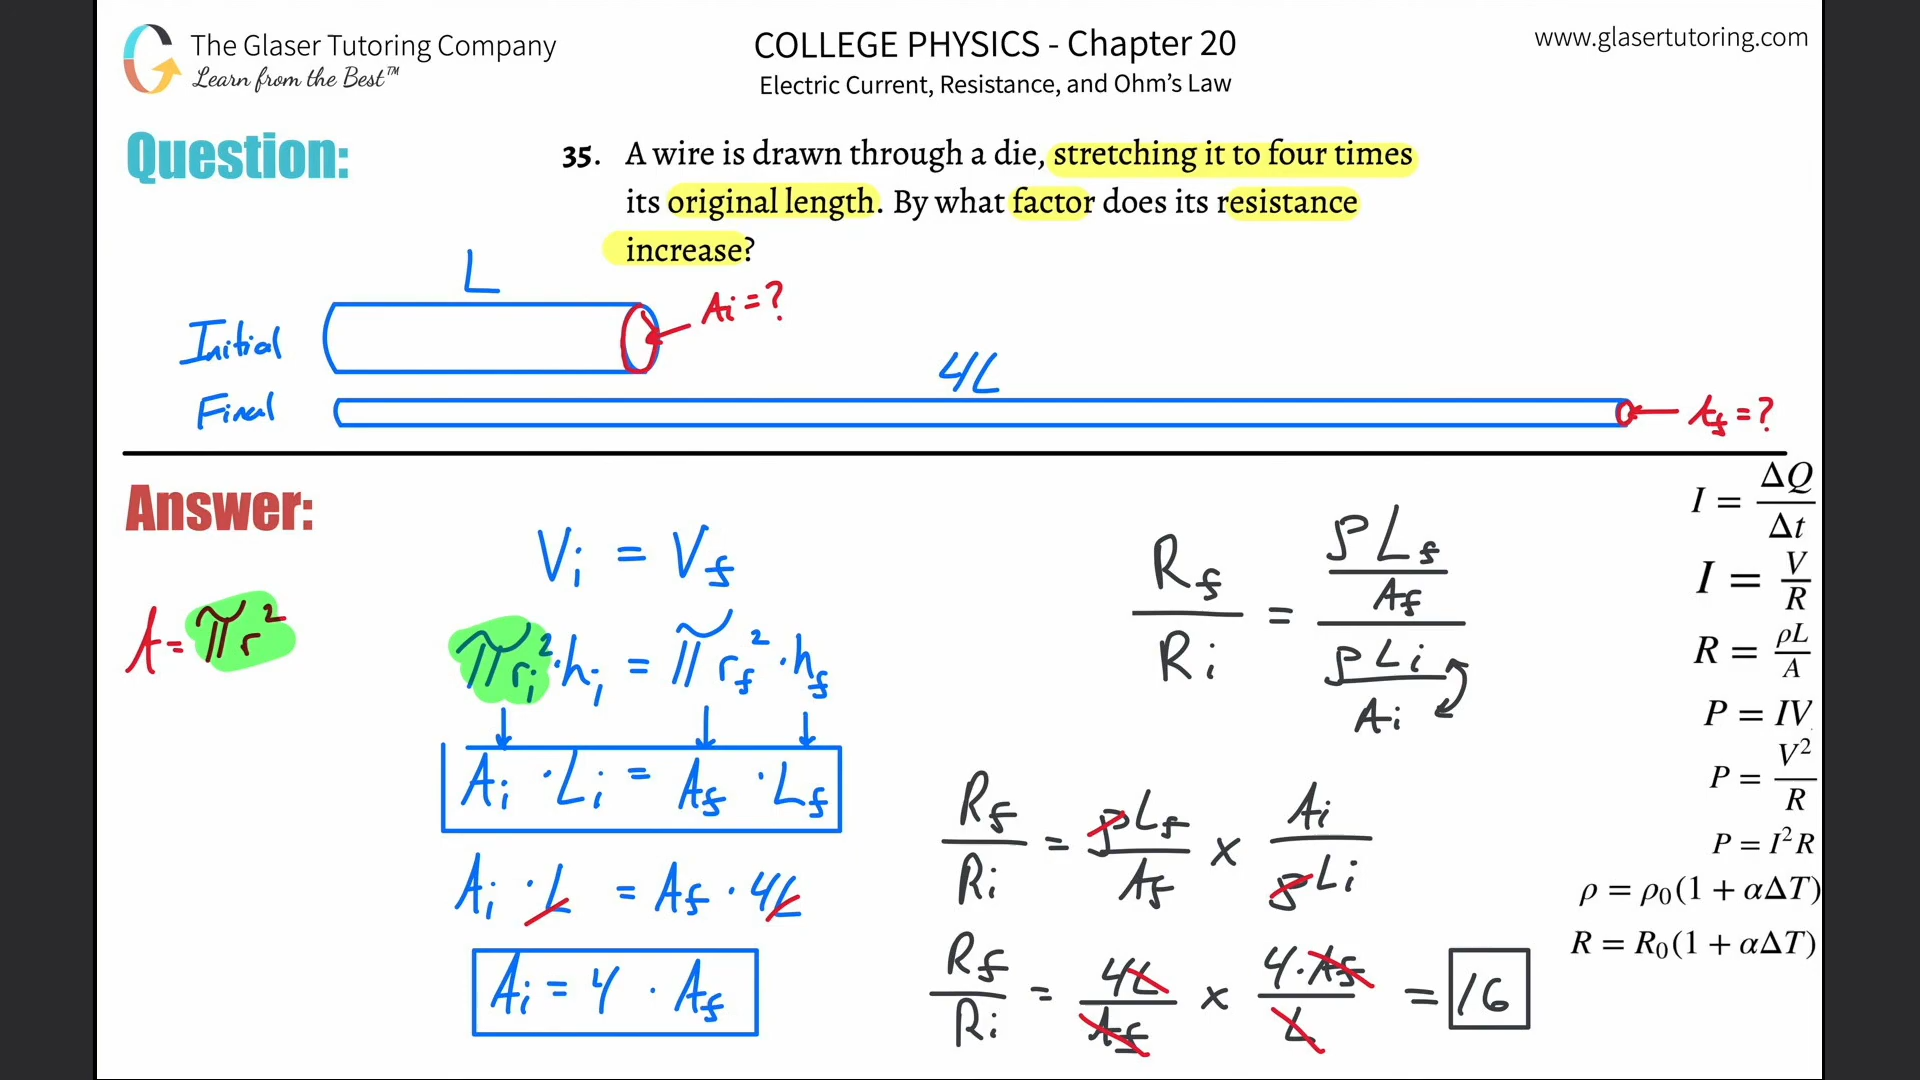 The Glaser Tutoring Company
Learn from the Best™
COLLEGE PHYSICS - Chapter 20
Electric Current, Resistance, and Ohm's Law
www.glasertutoring.com
Question:
35. A wire is drawn through a die, stretching it to four times
its original length. By what factor does its resistance
increase?
L
Initial
Ai = ?
4L
Final
Af = ?
Answer:
A = πr²
Vi = Vf
πri² · hi = πrf² · hf
Ai · Li = Af · Lf
Ai · L = Af · 4L
Ai = 4 · Af
Rf/Ri = (ρLf/Af)/(ρLi/Ai)
Rf/Ri = ρLf/Af × Ai/ρLi
Rf/Ri = 4L/Af × 4·Af/L = 16
I = ΔQ/Δt
I = V/R
R = ρL/A
P = IV
P = V²/R
P = I²R
ρ = ρ₀(1 + αΔT)
R = R₀(1 + αΔT)